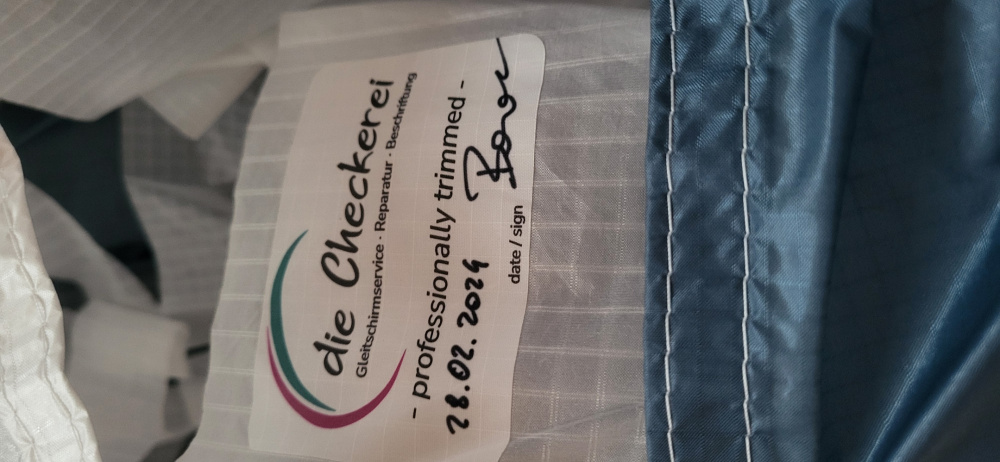 die Checkerei
Gleitschirmservice · Reparatur · Beschriftung
- professionally trimmed -
28.02.2024
date / sign